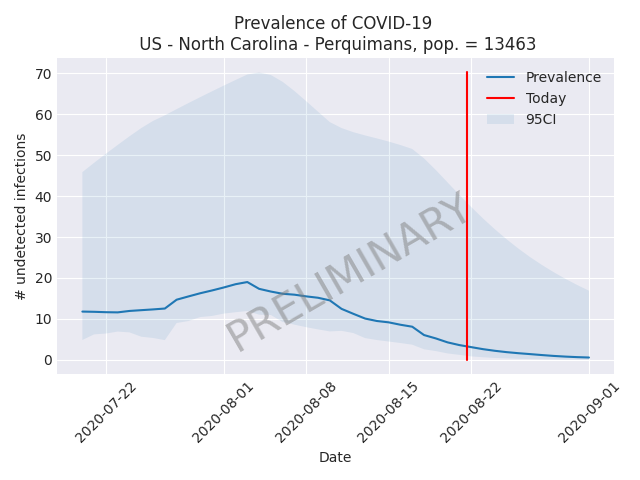 Prevalence of COVID-19
US - North Carolina - Perquimans, pop. = 13463
# undetected infections
70
60
50
40
30
20
10
0
Prevalence
Today
95CI
PRELIMINARY
2020-07-22
2020-08-01
2020-08-08
2020-08-15
2020-08-22
2020-09-01
Date